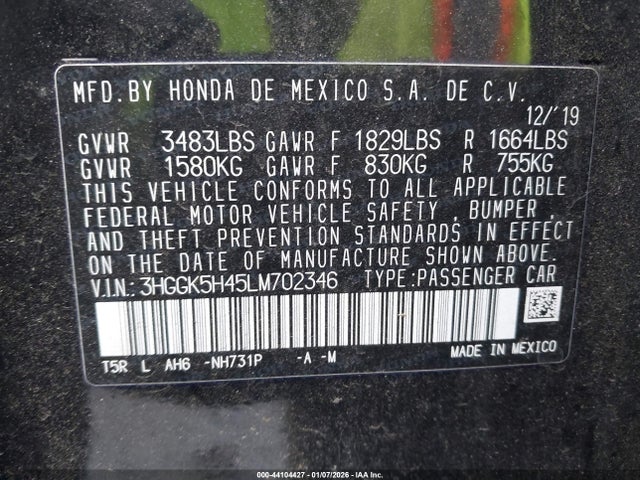 MFD.BY HONDA DE MEXICO S.A. DE C.V.
12/'19
GVWR 3483LBS GAWR F 1829LBS R 1664LBS
GVWR 1580KG GAWR F 830KG R 755KG
THIS VEHICLE CONFORMS TO ALL APPLICABLE
FEDERAL MOTOR VEHICLE SAFETY , BUMPER ,
AND THEFT PREVENTION STANDARDS IN EFFECT
ON THE DATE OF MANUFACTURE SHOWN ABOVE.
V.I.N.: 3HGGK5H45LM702346 TYPE:PASSENGER CAR
T5R L AH6 -NH731P -A -M MADE IN MEXICO
000-44104427 - 01/07/2026 - IAA Inc.